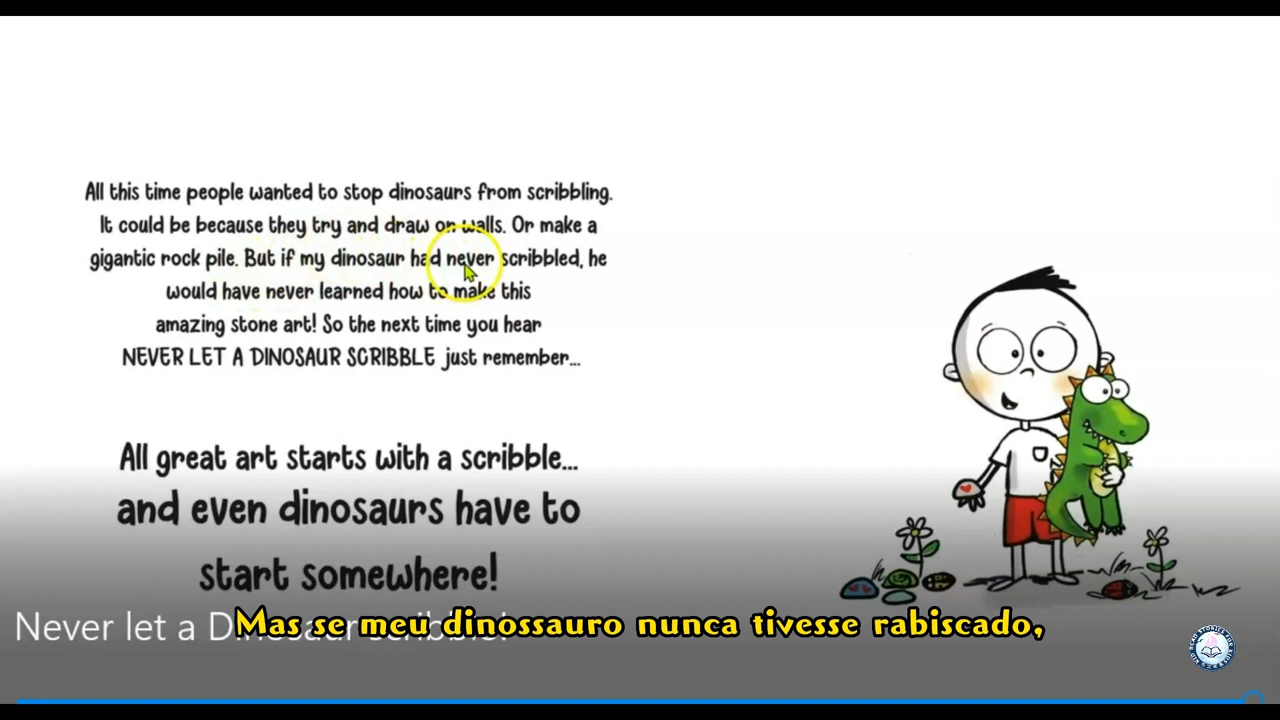 All this time people wanted to stop dinosaurs from scribbling.
It could be because they try and draw on walls. Or make a
gigantic rock pile. But if my dinosaur had never scribbled, he
would have never learned how to make this
amazing stone art! So the next time you hear
NEVER LET A DINOSAUR SCRIBBLE just remember...
All great art starts with a scribble...
and even dinosaurs have to
start somewhere!
Never let a Dinosaur Scribble!
Mas se meu dinossauro nunca tivesse rabiscado,